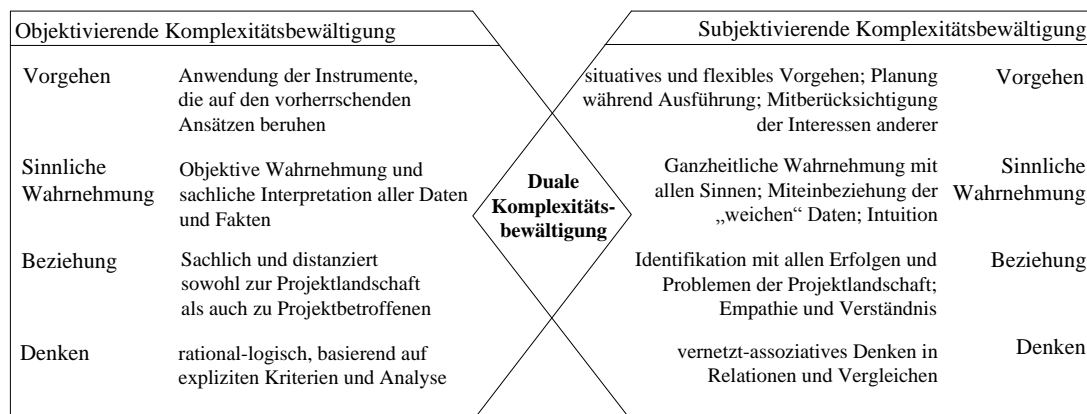 Objektivierende Komplexitätsbewältigung
Vorgehen
Anwendung der Instrumente,
die auf den vorherrschenden
Ansätzen beruhen
Sinnliche
Wahrnehmung
Objektive Wahrnehmung und
sachliche Interpretation aller Daten
und Fakten
Beziehung
Sachlich und distanziert
sowohl zur Projektlandschaft
als auch zu Projektbetroffenen
Denken
rational-logisch, basierend auf
expliziten Kriterien und Analyse
Duale
Komplexitäts-
bewältigung
Subjektivierende Komplexitätsbewältigung
situatives und flexibles Vorgehen; Planung
während Ausführung; Mitberücksichtigung
der Interessen anderer
Vorgehen
Ganzheitliche Wahrnehmung mit
allen Sinnen; Miteinbeziehung der
„weichen“ Daten; Intuition
Sinnliche
Wahrnehmung
Identifikation mit allen Erfolgen und
Problemen der Projektlandschaft;
Empathie und Verständnis
Beziehung
vernetzt-assoziatives Denken in
Relationen und Vergleichen
Denken